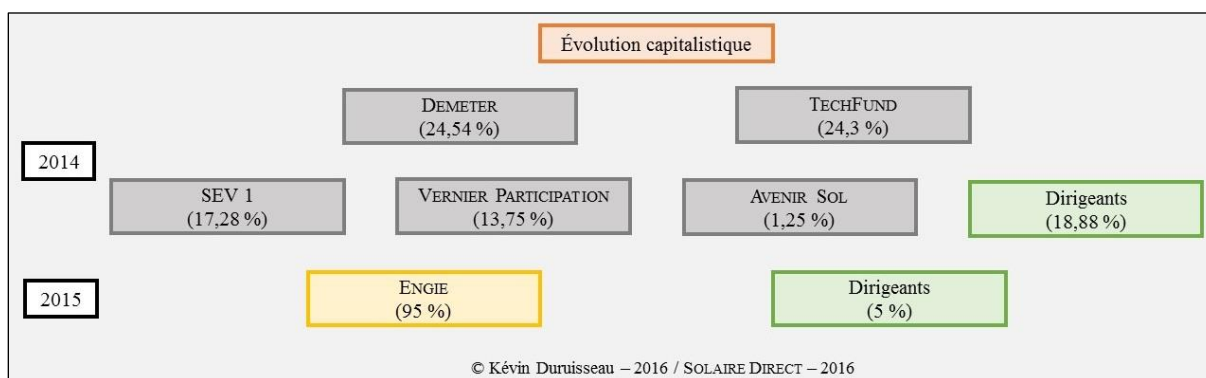 Évolution capitalistique
DEMETER
(24,54 %)
TECHFUND
(24,3 %)
2014
SEV 1
(17,28 %)
VERNIER PARTICIPATION
(13,75 %)
AVENIR SOL
(1,25 %)
Dirigeants
(18,88 %)
2015
ENGIE
(95 %)
Dirigeants
(5 %)
© Kévin Duruisseau – 2016 / SOLAIRE DIRECT – 2016